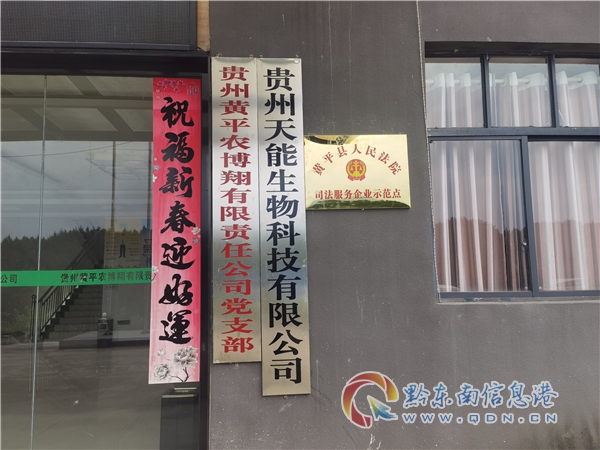 祝福新春迎好运
贵州黄平农博翔有限责任公司党支部
贵州天能生物科技有限公司
黄平县人民法院
司法服务企业示范点
公司
贵州黄平农博翔有限责
黔东南信息港
WWW.QDN.CN